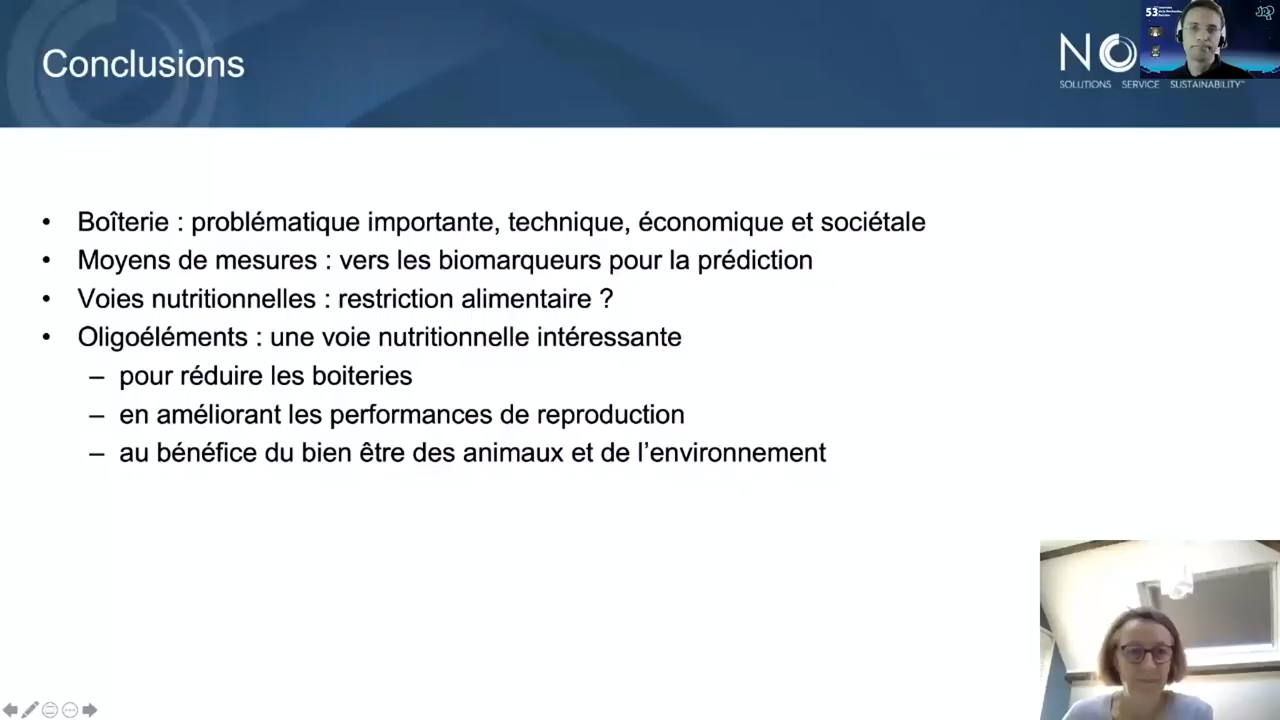 Conclusions
NO
SOLUTIONS SERVICE SUSTAINABILITY™
53
• Boîterie : problématique importante, technique, économique et sociétale
• Moyens de mesures : vers les biomarqueurs pour la prédiction
• Voies nutritionnelles : restriction alimentaire ?
• Oligoéléments : une voie nutritionnelle intéressante
– pour réduire les boiteries
– en améliorant les performances de reproduction
– au bénéfice du bien être des animaux et de l’environnement